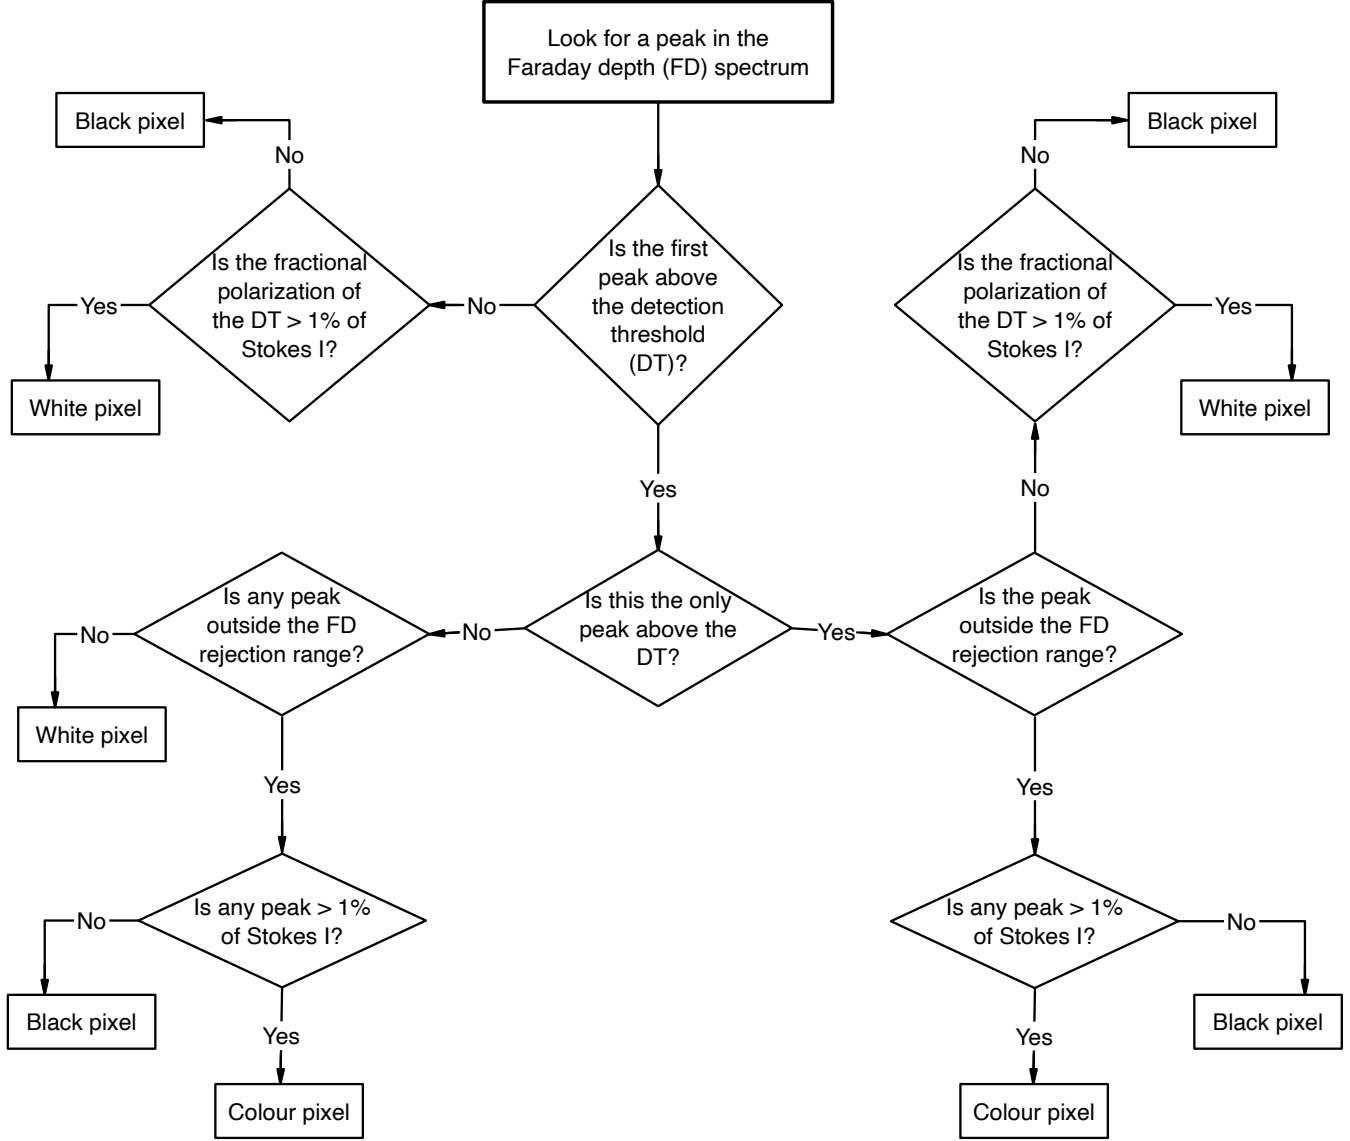 Look for a peak in the
Faraday depth (FD) spectrum
Black pixel
Black pixel
No
No
Is the fractional
polarization of
the DT > 1% of
Stokes I?
Is the first
peak above
the detection
threshold
(DT)?
Is the fractional
polarization of
the DT > 1% of
Stokes I?
Yes
No
Yes
White pixel
White pixel
Yes
No
Is any peak
outside the FD
rejection range?
Is this the only
peak above the
DT?
Is the peak
outside the FD
rejection range?
No
No
Yes
White pixel
Yes
Yes
Is any peak > 1%
of Stokes I?
Is any peak > 1%
of Stokes I?
No
No
Black pixel
Black pixel
Yes
Yes
Colour pixel
Colour pixel